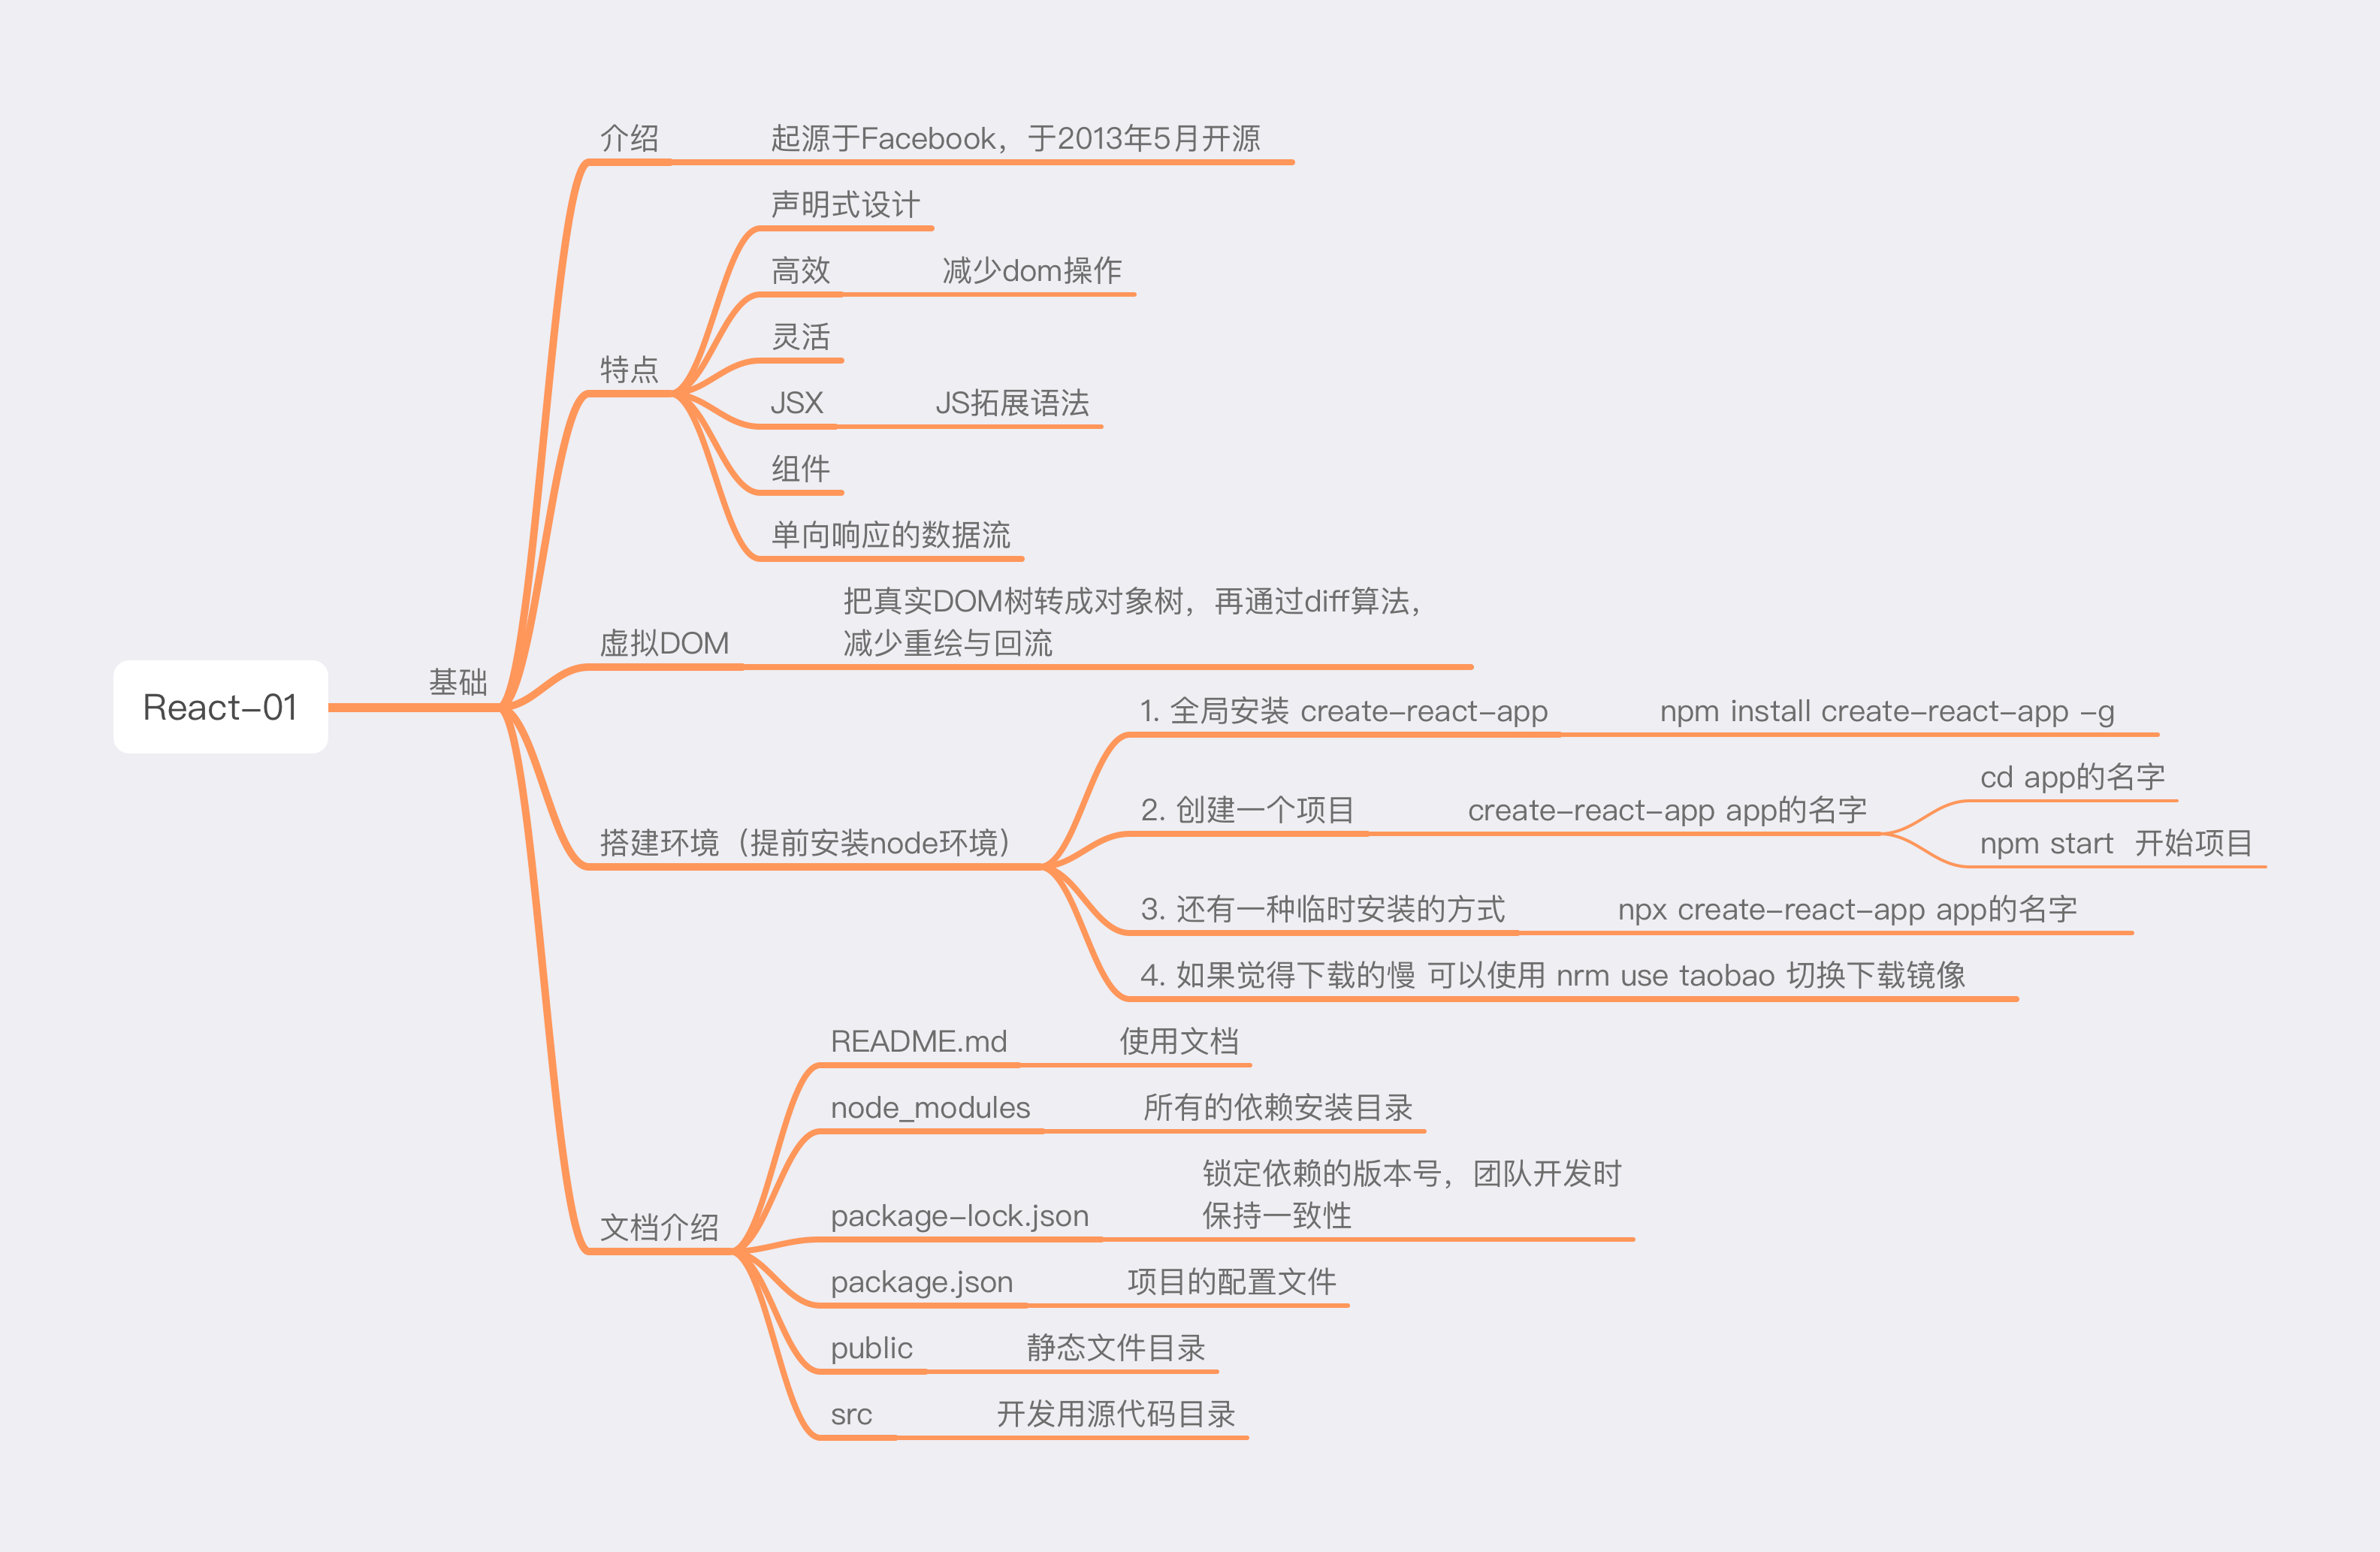 React-01
基础
介绍
起源于Facebook，于2013年5月开源
特点
声明式设计
高效
减少dom操作
灵活
JSX
JS拓展语法
组件
单向响应的数据流
虚拟DOM
把真实DOM树转成对象树，再通过diff算法，
减少重绘与回流
搭建环境（提前安装node环境）
1. 全局安装 create-react-app
npm install create-react-app -g
2. 创建一个项目
create-react-app app的名字
cd app的名字
npm start  开始项目
3. 还有一种临时安装的方式
npx create-react-app app的名字
4. 如果觉得下载的慢 可以使用 nrm use taobao 切换下载镜像
文档介绍
README.md
使用文档
node_modules
所有的依赖安装目录
package-lock.json
锁定依赖的版本号，团队开发时
保持一致性
package.json
项目的配置文件
public
静态文件目录
src
开发用源代码目录